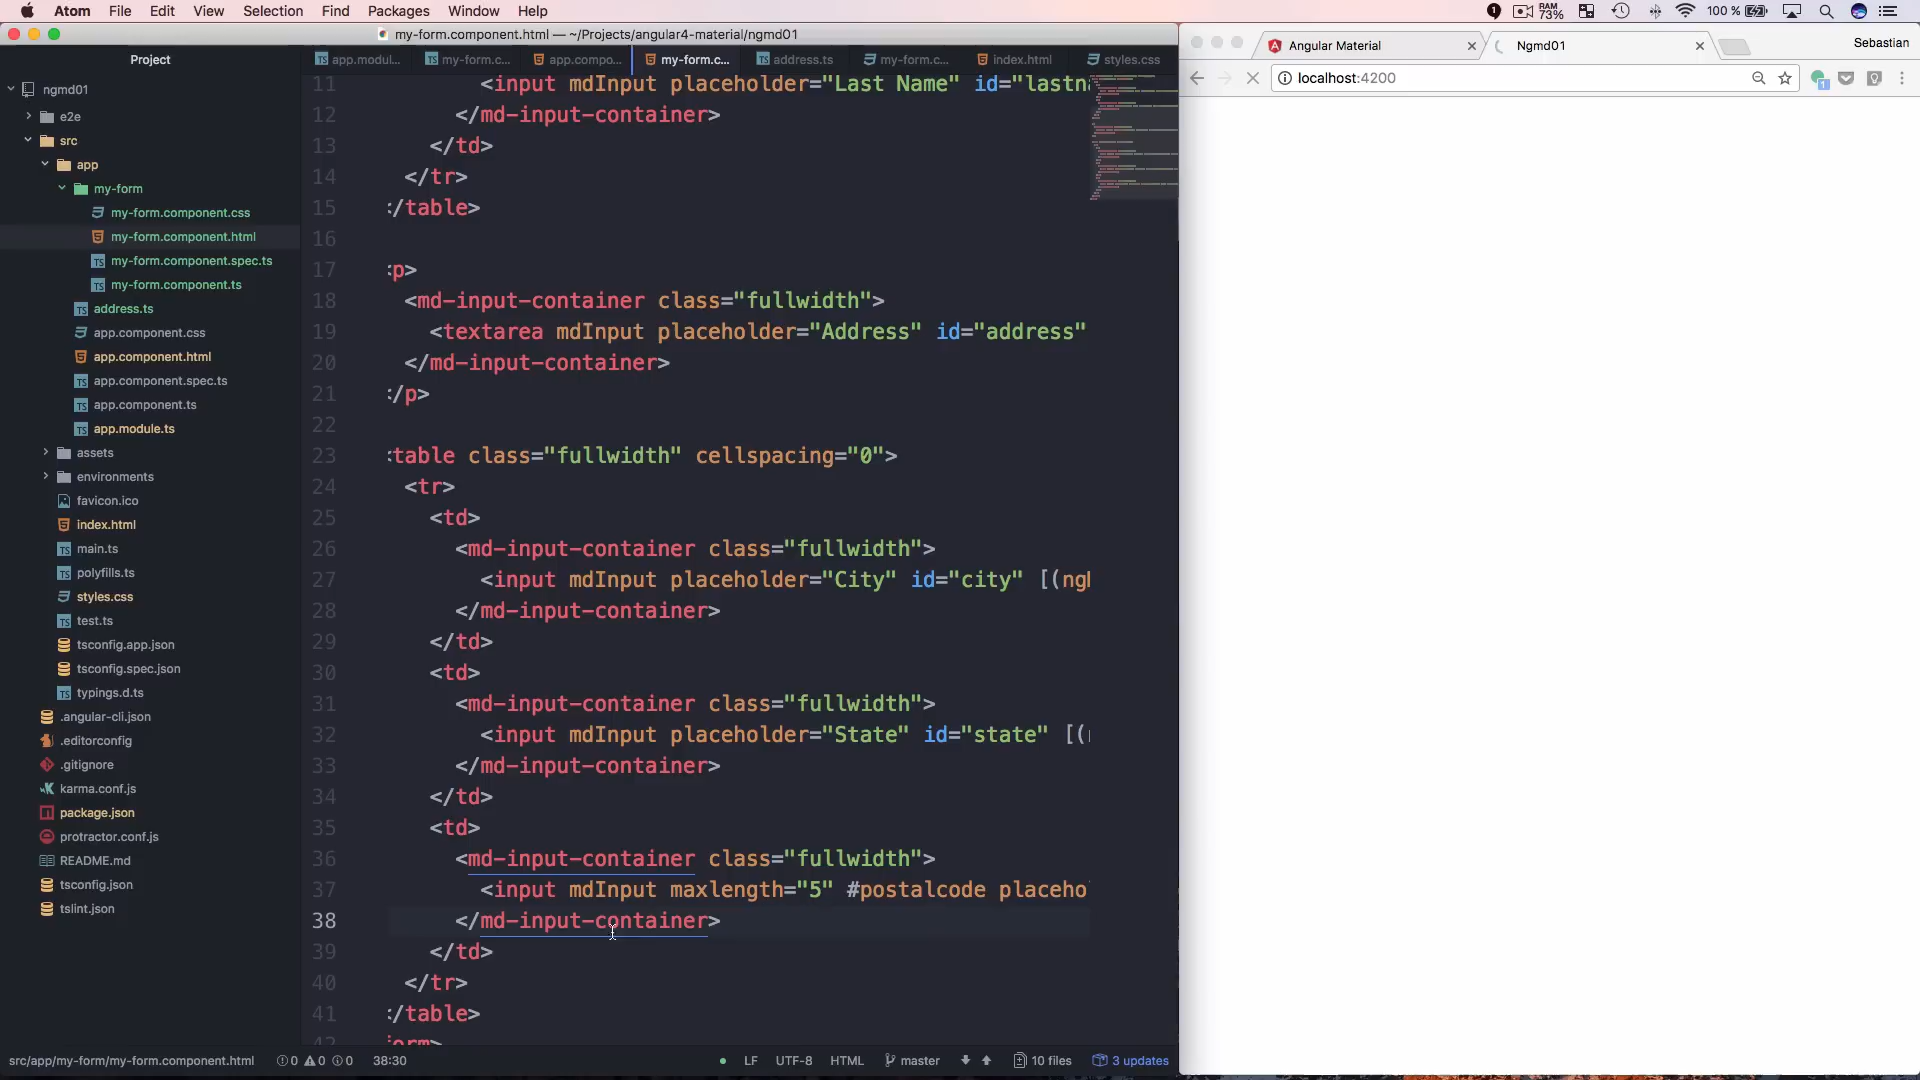 Atom File Edit View Selection Find Packages Window Help
1 RAM 73% 100 %
my-form.component.html — ~/Projects/angular4-material/ngmd01
Angular Material
Ngmd01
Sebastian
localhost:4200
Project
app.modul...
my-form.c...
app.compo...
my-form.c...
address.ts
my-form.c...
index.html
styles.css
ngmd01
e2e
src
app
my-form
my-form.component.css
my-form.component.html
my-form.component.spec.ts
my-form.component.ts
address.ts
app.component.css
app.component.html
app.component.spec.ts
app.component.ts
app.module.ts
assets
environments
favicon.ico
index.html
main.ts
polyfills.ts
styles.css
test.ts
tsconfig.app.json
tsconfig.spec.json
typings.d.ts
.angular-cli.json
.editorconfig
.gitignore
karma.conf.js
package.json
protractor.conf.js
README.md
tsconfig.json
tslint.json
11 <input mdInput placeholder="Last Name" id="lastna
12 </md-input-container>
13 </td>
14 </tr>
15 /table>
16
17 p>
18 <md-input-container class="fullwidth">
19 <textarea mdInput placeholder="Address" id="address"
20 </md-input-container>
21 /p>
22
23 table class="fullwidth" cellspacing="0">
24 <tr>
25 <td>
26 <md-input-container class="fullwidth">
27 <input mdInput placeholder="City" id="city" [(ng
28 </md-input-container>
29 </td>
30 <td>
31 <md-input-container class="fullwidth">
32 <input mdInput placeholder="State" id="state" [(
33 </md-input-container>
34 </td>
35 <td>
36 <md-input-container class="fullwidth">
37 <input mdInput maxlength="5" #postalcode placeho
38 </md-input-container>
39 </td>
40 </tr>
41 /table>
42 form>
src/app/my-form/my-form.component.html 0 0 0 38:30 LF UTF-8 HTML master 10 files 3 updates